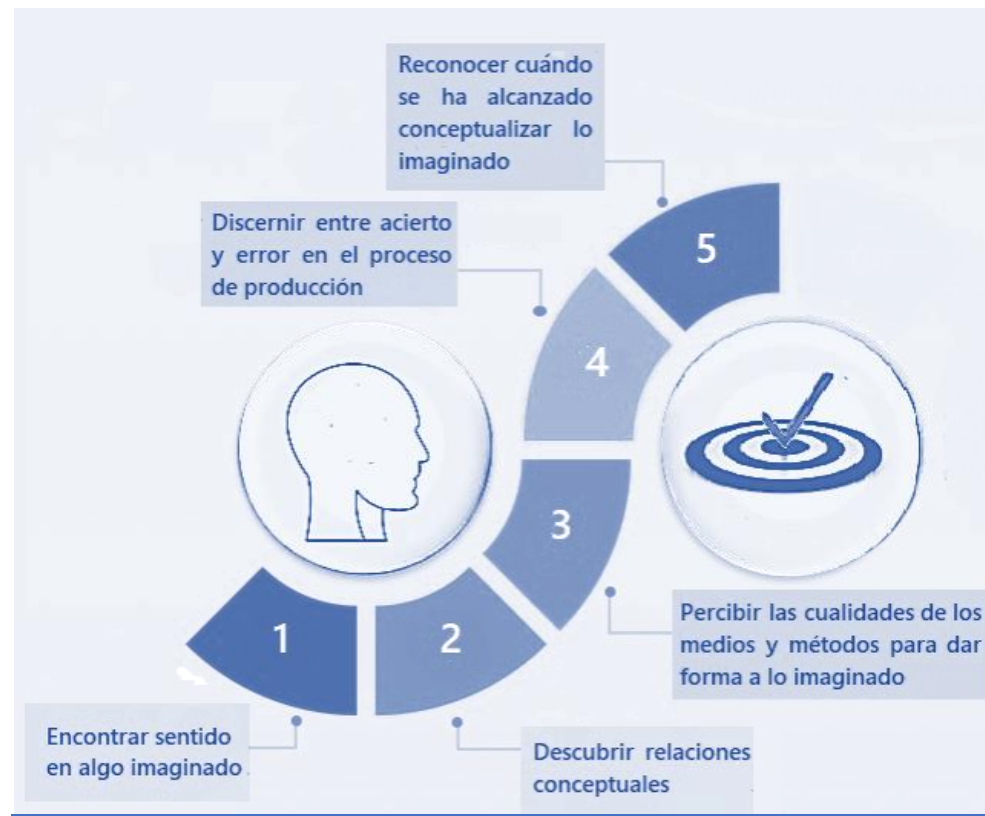 Reconocer cuándo
se ha alcanzado
conceptualizar lo
imaginado
Discernir entre acierto
y error en el proceso
de producción
5
4
3
2
1
Percibir las cualidades de los
medios y métodos para dar
forma a lo imaginado
Encontrar sentido
en algo imaginado
Descubrir relaciones
conceptuales